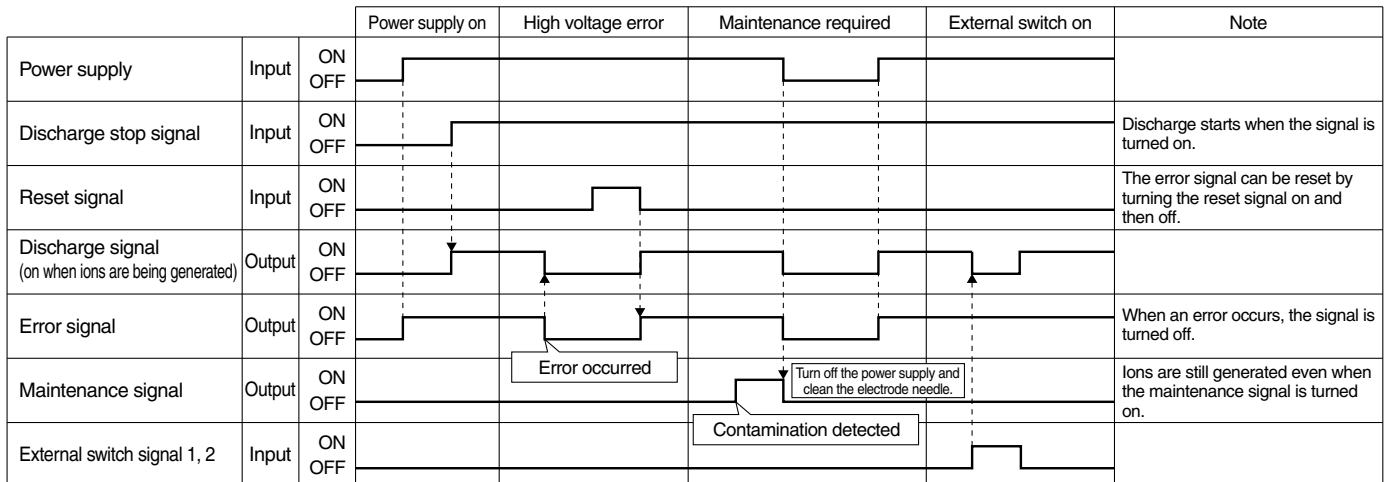 Power supply on High voltage error Maintenance required External switch on Note
Power supply Input ON
OFF
Discharge stop signal Input ON
OFF
Discharge starts when the signal is
turned on.
Reset signal Input ON
OFF
The error signal can be reset by
turning the reset signal on and
then off.
Discharge signal
(on when ions are being generated) Output ON
OFF
Error signal Output ON
OFF
When an error occurs, the signal is
turned off.
Error occurred
Maintenance signal Output ON
OFF
Turn off the power supply and
clean the electrode needle.
Ions are still generated even when
the maintenance signal is turned
on.
Contamination detected
External switch signal 1, 2 Input ON
OFF